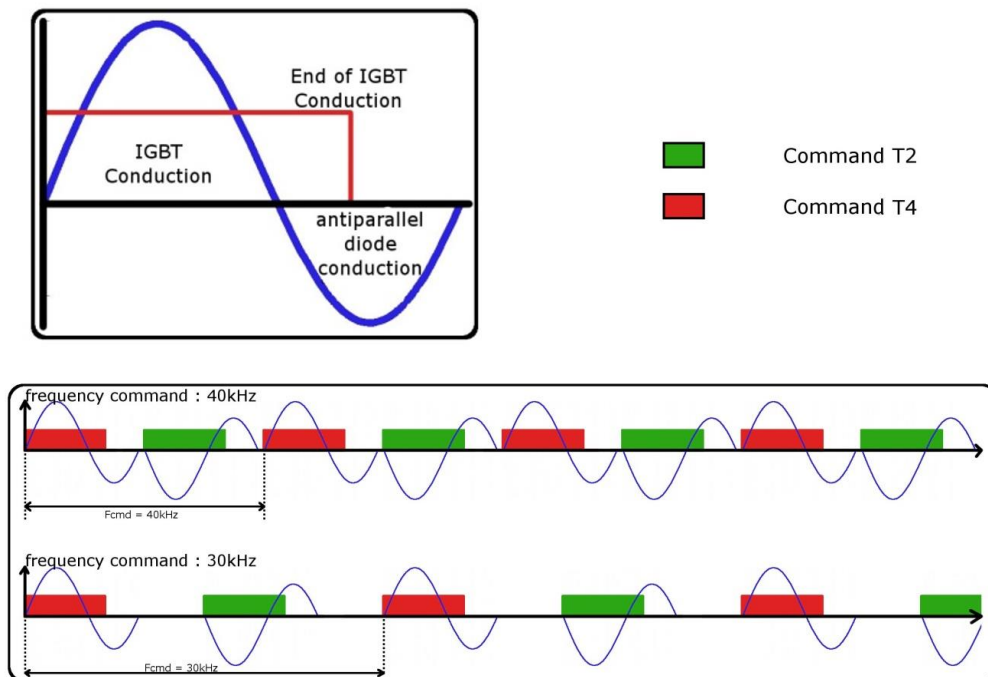 End of IGBT
Conduction
IGBT
Conduction
antiparallel
diode
conduction
Command T2
Command T4
frequency command : 40kHz
Fcmd = 40kHz
frequency command : 30kHz
Fcmd = 30kHz